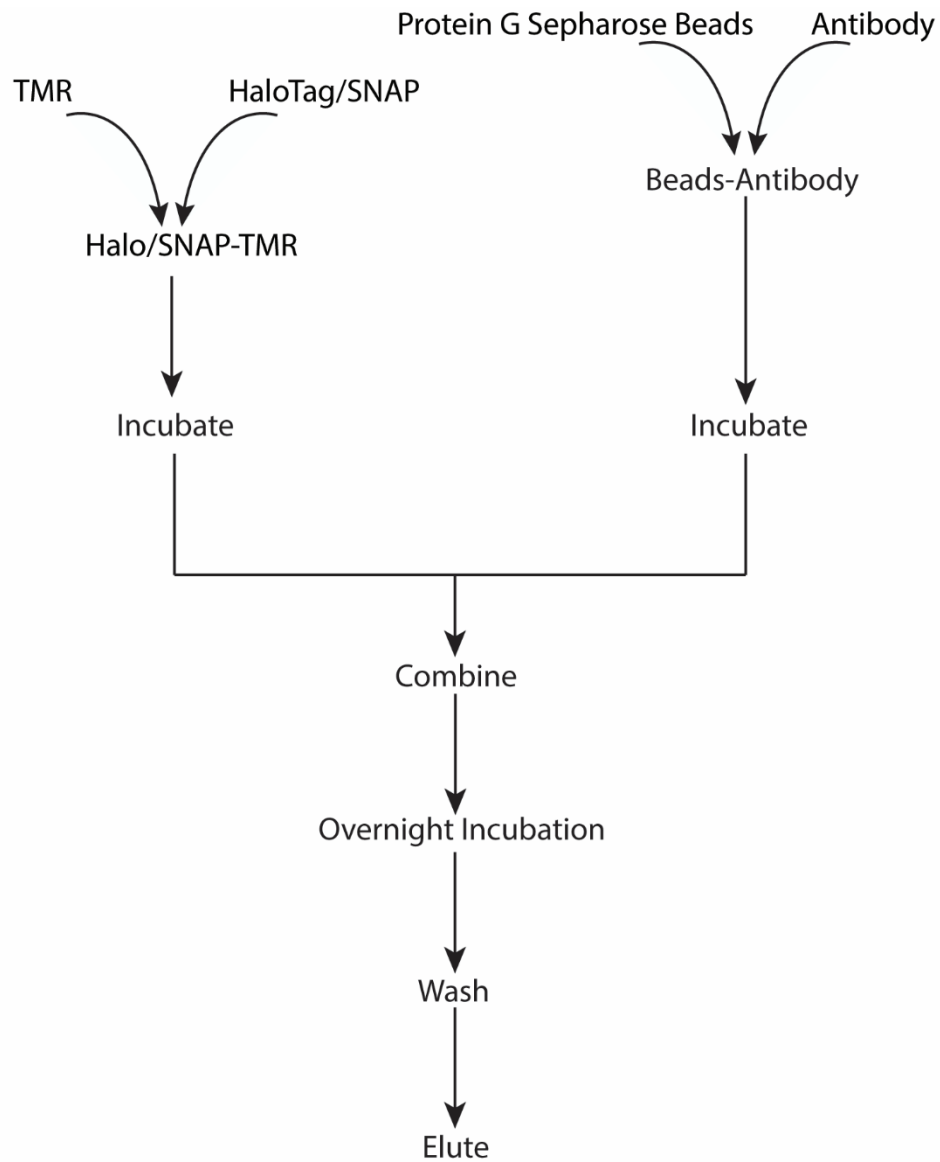 Protein G Sepharose Beads
Antibody
TMR
HaloTag/SNAP
Beads-Antibody
Halo/SNAP-TMR
Incubate
Incubate
Combine
Overnight Incubation
Wash
Elute